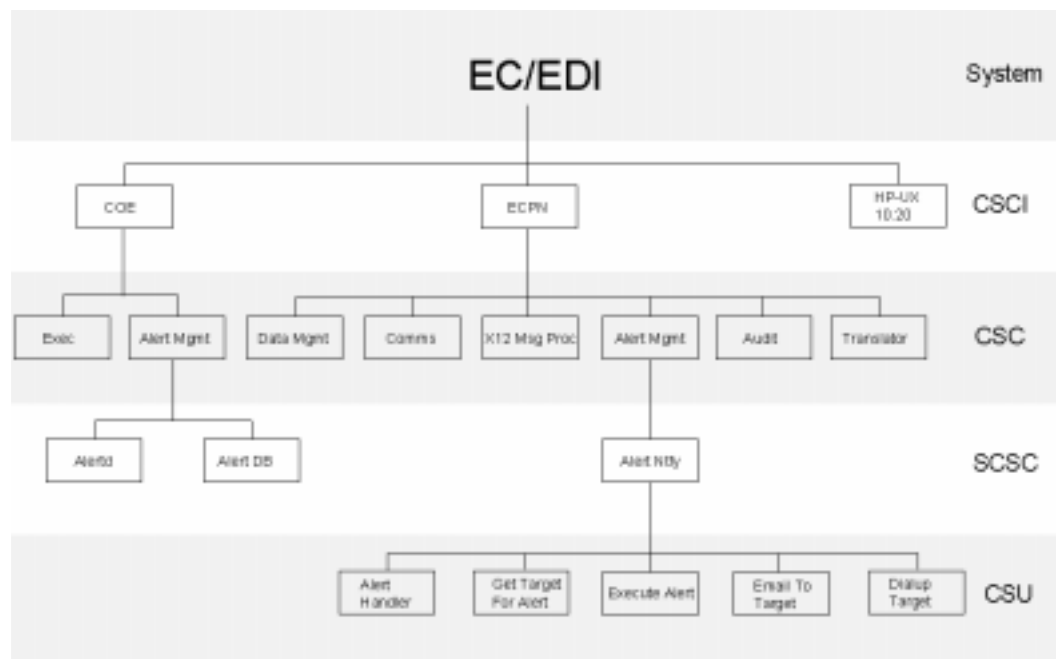 EC/EDI
System
COE
ECPN
HP-UX
10:20
CSCI
Exec
Alert Mgmt
Data Mgmt
Comms
X12 Msg Proc
Alert Mgmt
Audit
Translator
CSC
Alertd
Alert DB
Alert Ntfy
SCSC
Alert
Handler
Get Target
For Alert
Execute Alert
Email To
Target
Dialup
Target
CSU